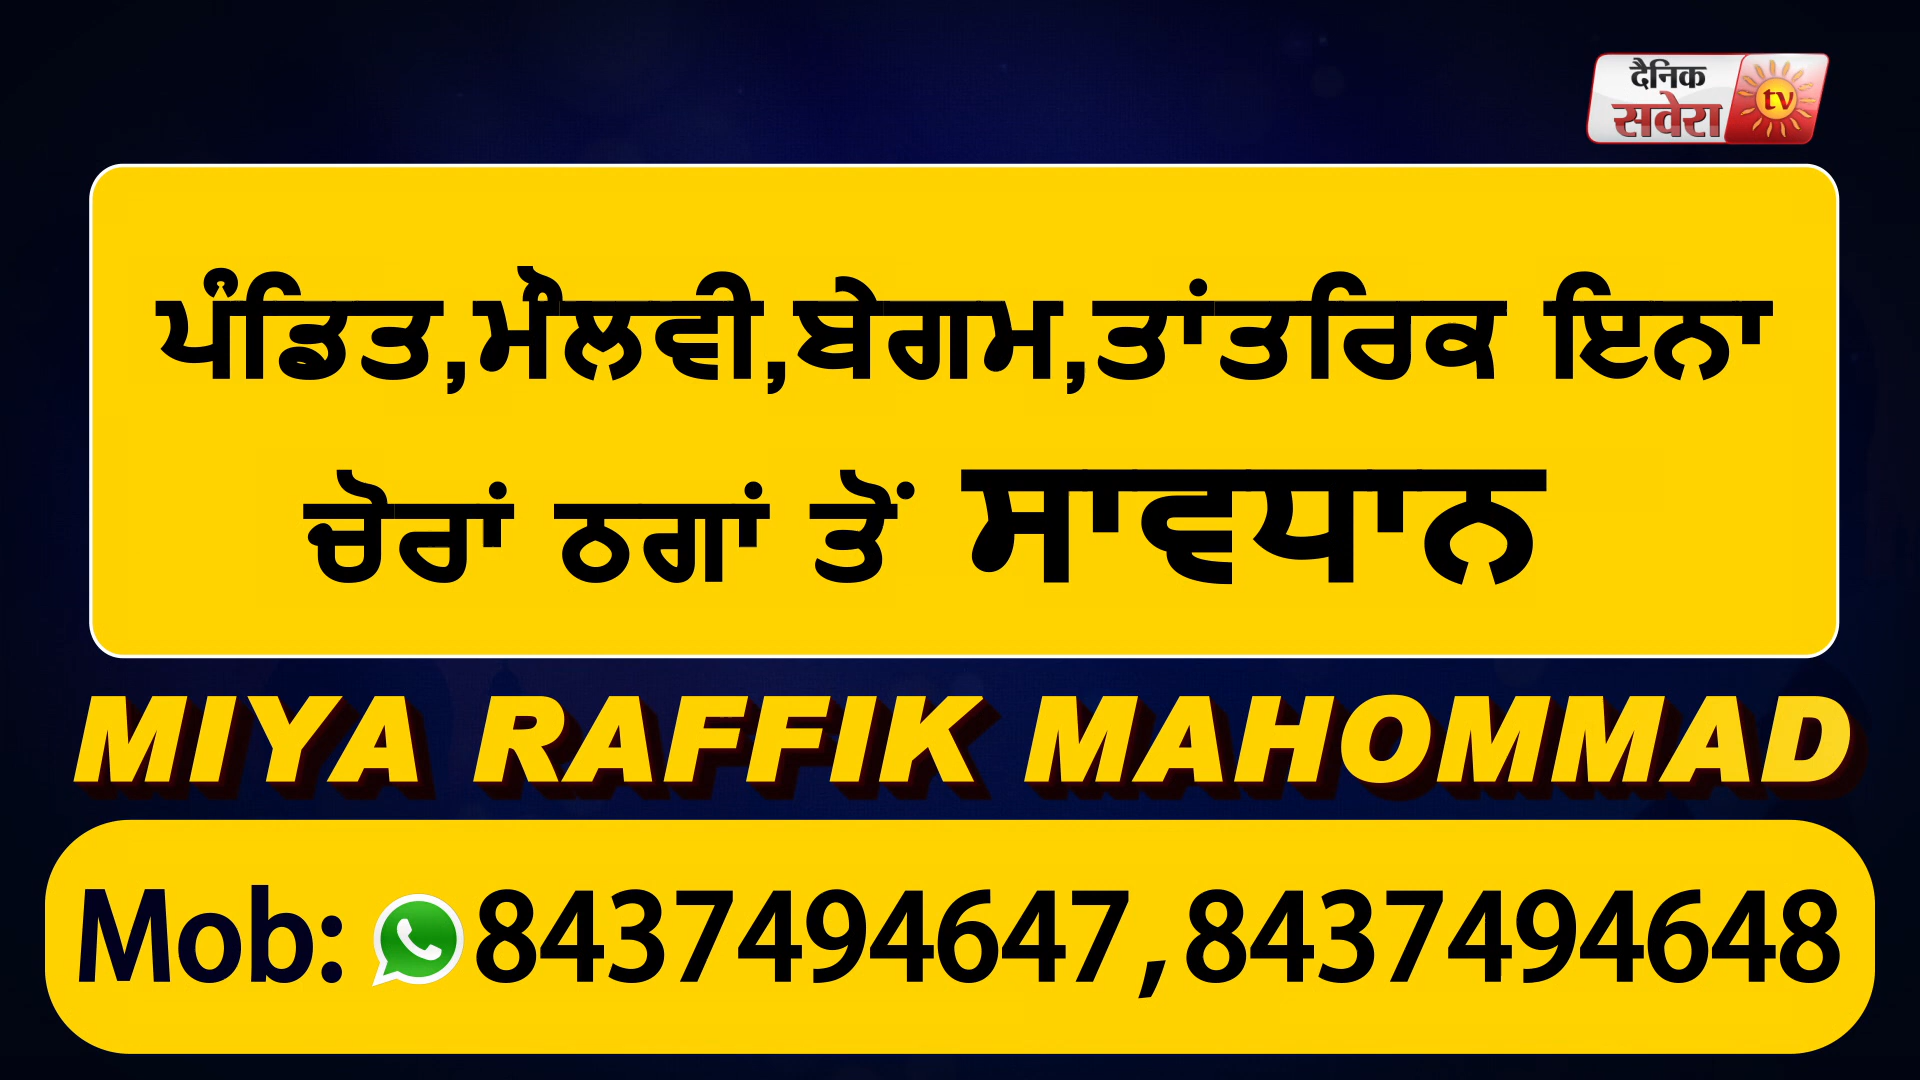 दैनिक
सवेरा tv
ਪੰਡਿਤ,ਮੌਲਵੀ,ਬੇਗਮ,ਤਾਂਤਰਿਕ ਇਨਾ
ਚੋਰਾਂ ਠਗਾਂ ਤੋਂ ਸਾਵਧਾਨ
MIYA RAFFIK MAHOMMAD
Mob: 8437494647,8437494648